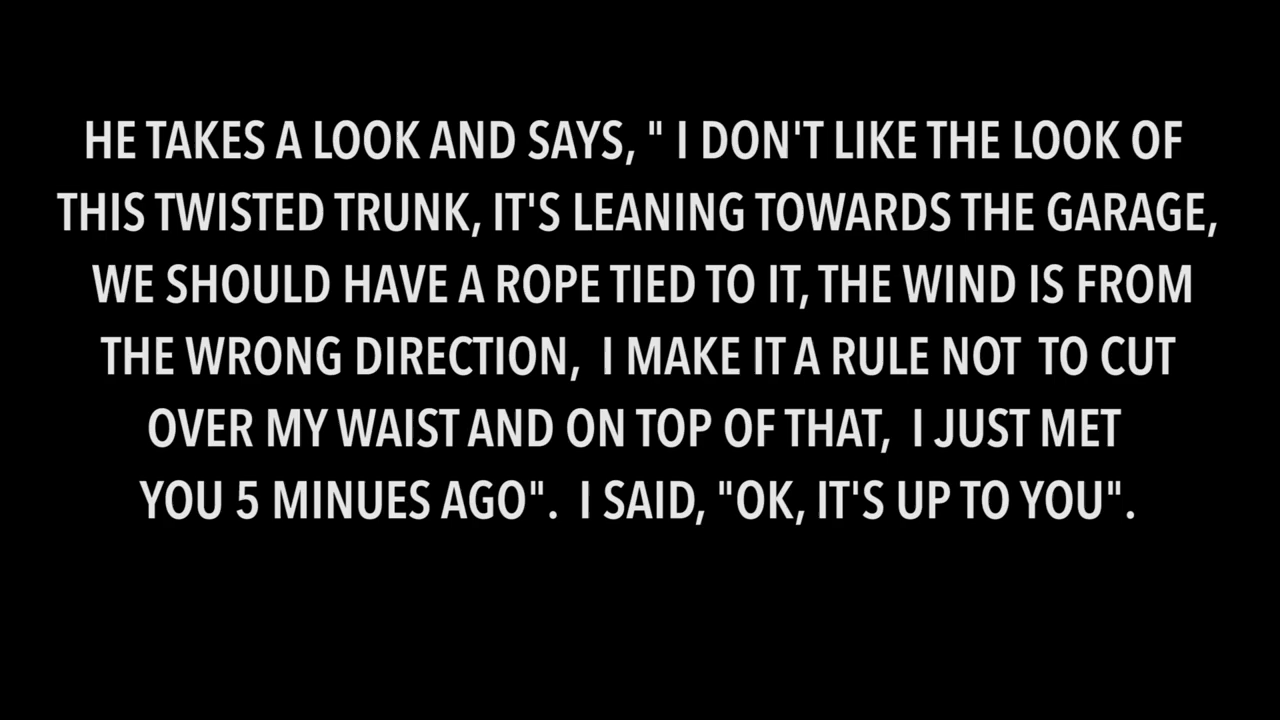 HE TAKES A LOOK AND SAYS, " I DON'T LIKE THE LOOK OF
THIS TWISTED TRUNK, IT'S LEANING TOWARDS THE GARAGE,
WE SHOULD HAVE A ROPE TIED TO IT, THE WIND IS FROM
THE WRONG DIRECTION,  I MAKE IT A RULE NOT  TO CUT
OVER MY WAIST AND ON TOP OF THAT,  I JUST MET
YOU 5 MINUES AGO".  I SAID, "OK, IT'S UP TO YOU".